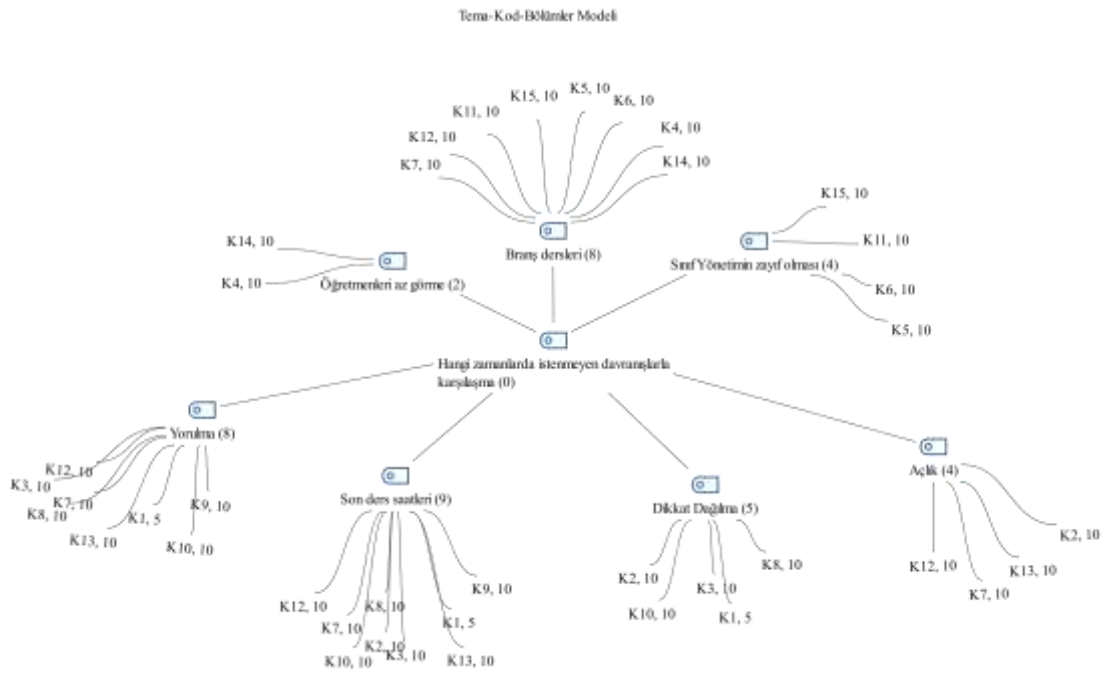 Tema-Kod-Bölümler Modeli
K5, 10
K15, 10
K6, 10
K11, 10
K4, 10
K12, 10
K14, 10
K7, 10
K15, 10
K14, 10
K11, 10
Branş dersleri (8)
Sınıf Yönetimin zayıf olması (4)
K4, 10
Öğretmenleri az görme (2)
K6, 10
K5, 10
Hangi zamanlarda istenmeyen davranışlarla
karşılaşma (0)
Yorulma (8)
K12, 10
K3, 10
K7, 10
K9, 10
K8, 10
K1, 5
K13, 10
K10, 10
Son ders saatleri (9)
K9, 10
K12, 10
K8, 10
K1, 5
K7, 10
K2, 10
K3, 10
K10, 10
K13, 10
Dikkat Dağılma (5)
K8, 10
K2, 10
K3, 10
K10, 10
K1, 5
Açlık (4)
K2, 10
K12, 10
K13, 10
K7, 10